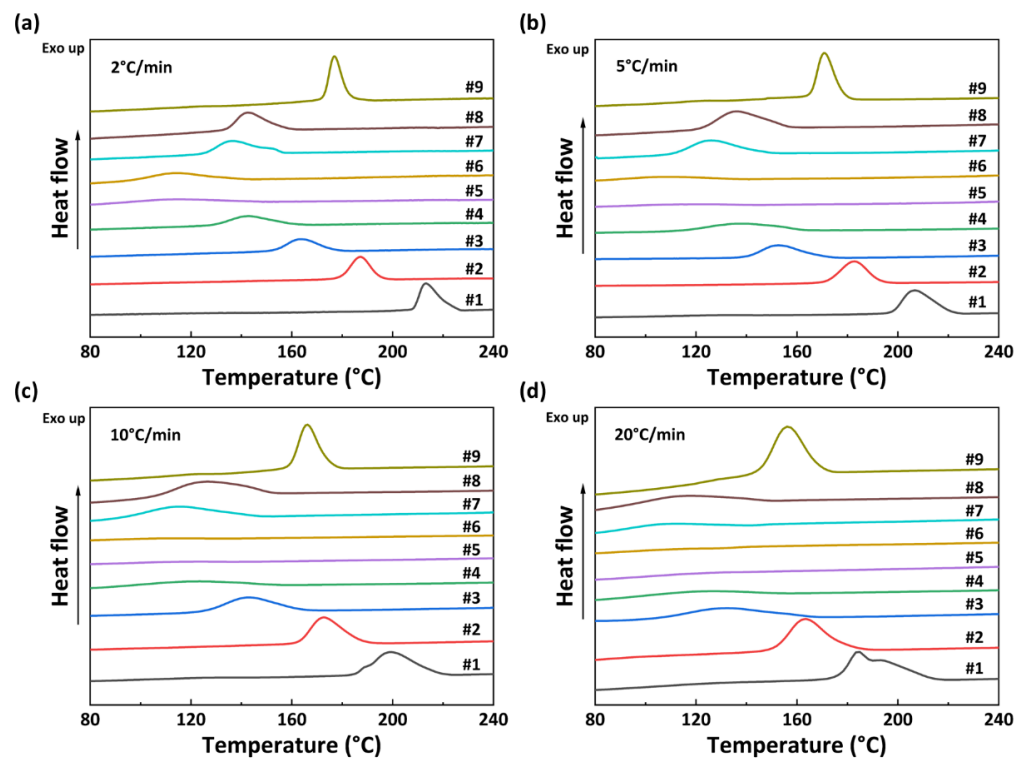 (a)
Exo up
2°C/min
#9
#8
#7
#6
#5
#4
#3
#2
#1
Heat flow
80 120 160 200 240
Temperature (°C)
(b)
Exo up
5°C/min
#9
#8
#7
#6
#5
#4
#3
#2
#1
Heat flow
80 120 160 200 240
Temperature (°C)
(c)
Exo up
10°C/min
#9
#8
#7
#6
#5
#4
#3
#2
#1
Heat flow
80 120 160 200 240
Temperature (°C)
(d)
Exo up
20°C/min
#9
#8
#7
#6
#5
#4
#3
#2
#1
Heat flow
80 120 160 200 240
Temperature (°C)